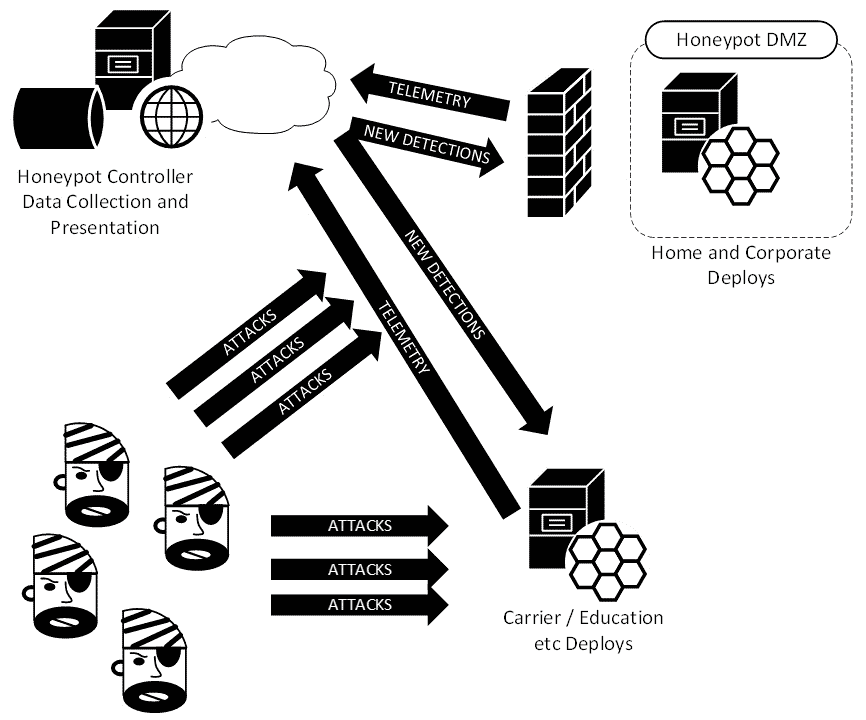 Honeypot DMZ
TELEMETRY
NEW DETECTIONS
Honeypot Controller
Data Collection and
Presentation
Home and Corporate
Deploys
NEW DETECTIONS
TELEMETRY
ATTACKS
ATTACKS
ATTACKS
ATTACKS
ATTACKS
ATTACKS
Carrier / Education
etc Deploys